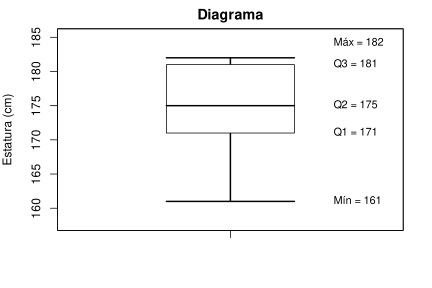 Diagrama
Estatura (cm)
185
180
175
170
165
160
Máx = 182
Q3 = 181
Q2 = 175
Q1 = 171
Mín = 161